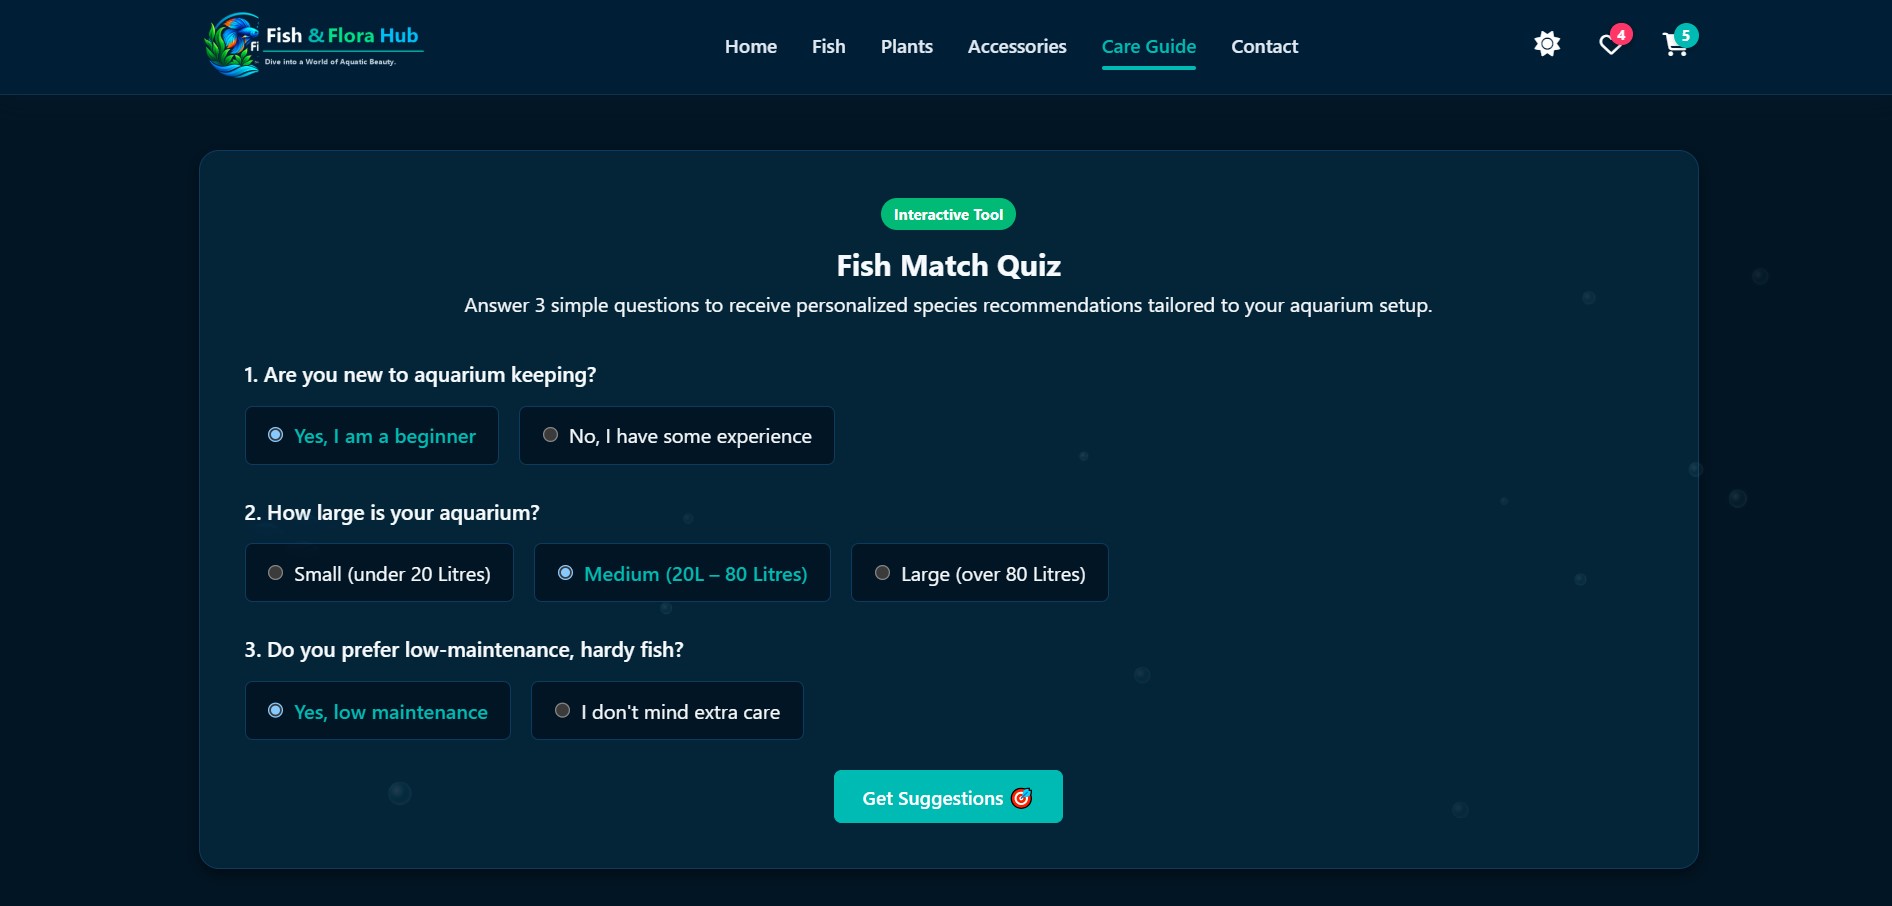 Fish & Flora Hub
Dive into a World of Aquatic Beauty.
Home Fish Plants Accessories Care Guide Contact
4
5
Interactive Tool
Fish Match Quiz
Answer 3 simple questions to receive personalized species recommendations tailored to your aquarium setup.
1. Are you new to aquarium keeping?
Yes, I am a beginner No, I have some experience
2. How large is your aquarium?
Small (under 20 Litres) Medium (20L – 80 Litres) Large (over 80 Litres)
3. Do you prefer low-maintenance, hardy fish?
Yes, low maintenance I don't mind extra care
Get Suggestions 🎯